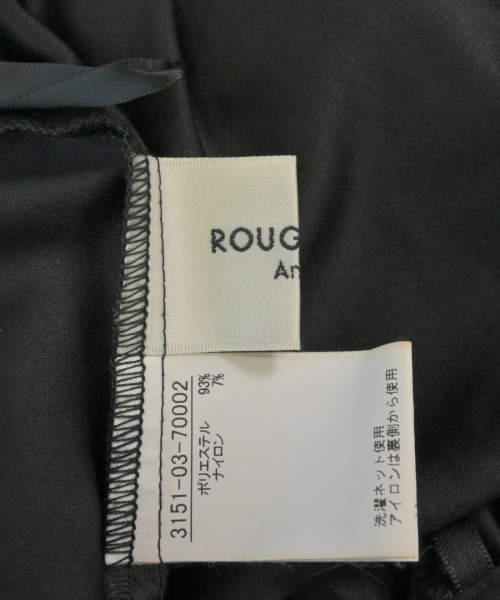 ROUG
An
3151-03-70002
ポリエステル 93%
ナイロン 7%
洗濯ネット使用
アイロンは裏側から使用